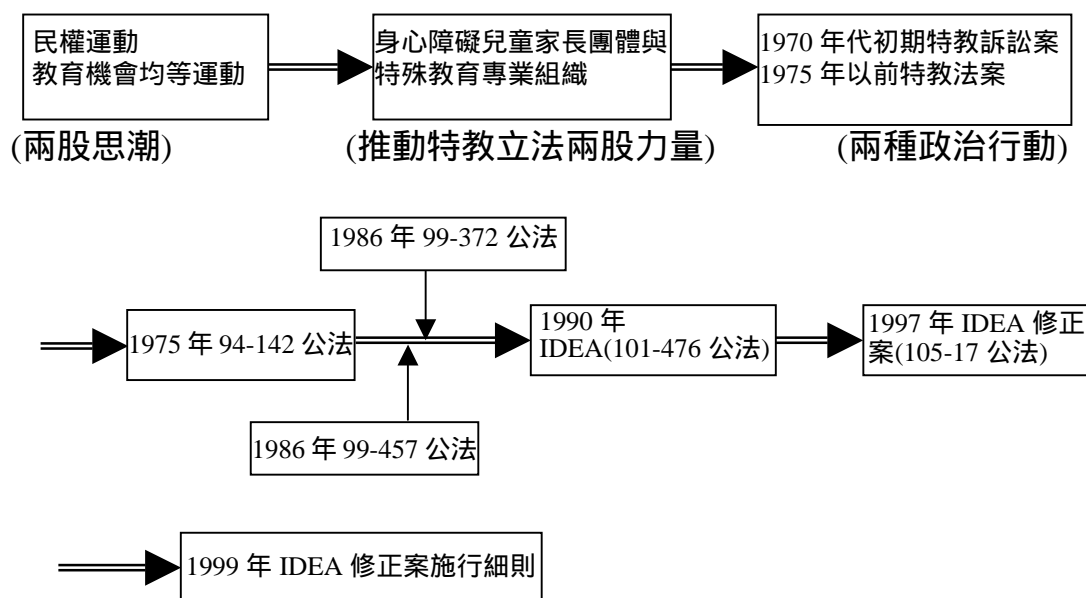 民權運動
教育機會均等運動
身心障礙兒童家長團體與
特殊教育專業組織
1970 年代初期特教訴訟案
1975 年以前特教法案
(兩股思潮)
(推動特教立法兩股力量)
(兩種政治行動)
1986 年 99-372 公法
1975 年 94-142 公法
1990 年
IDEA(101-476 公法)
1997 年 IDEA 修正
案(105-17 公法)
1986 年 99-457 公法
1999 年 IDEA 修正案施行細則